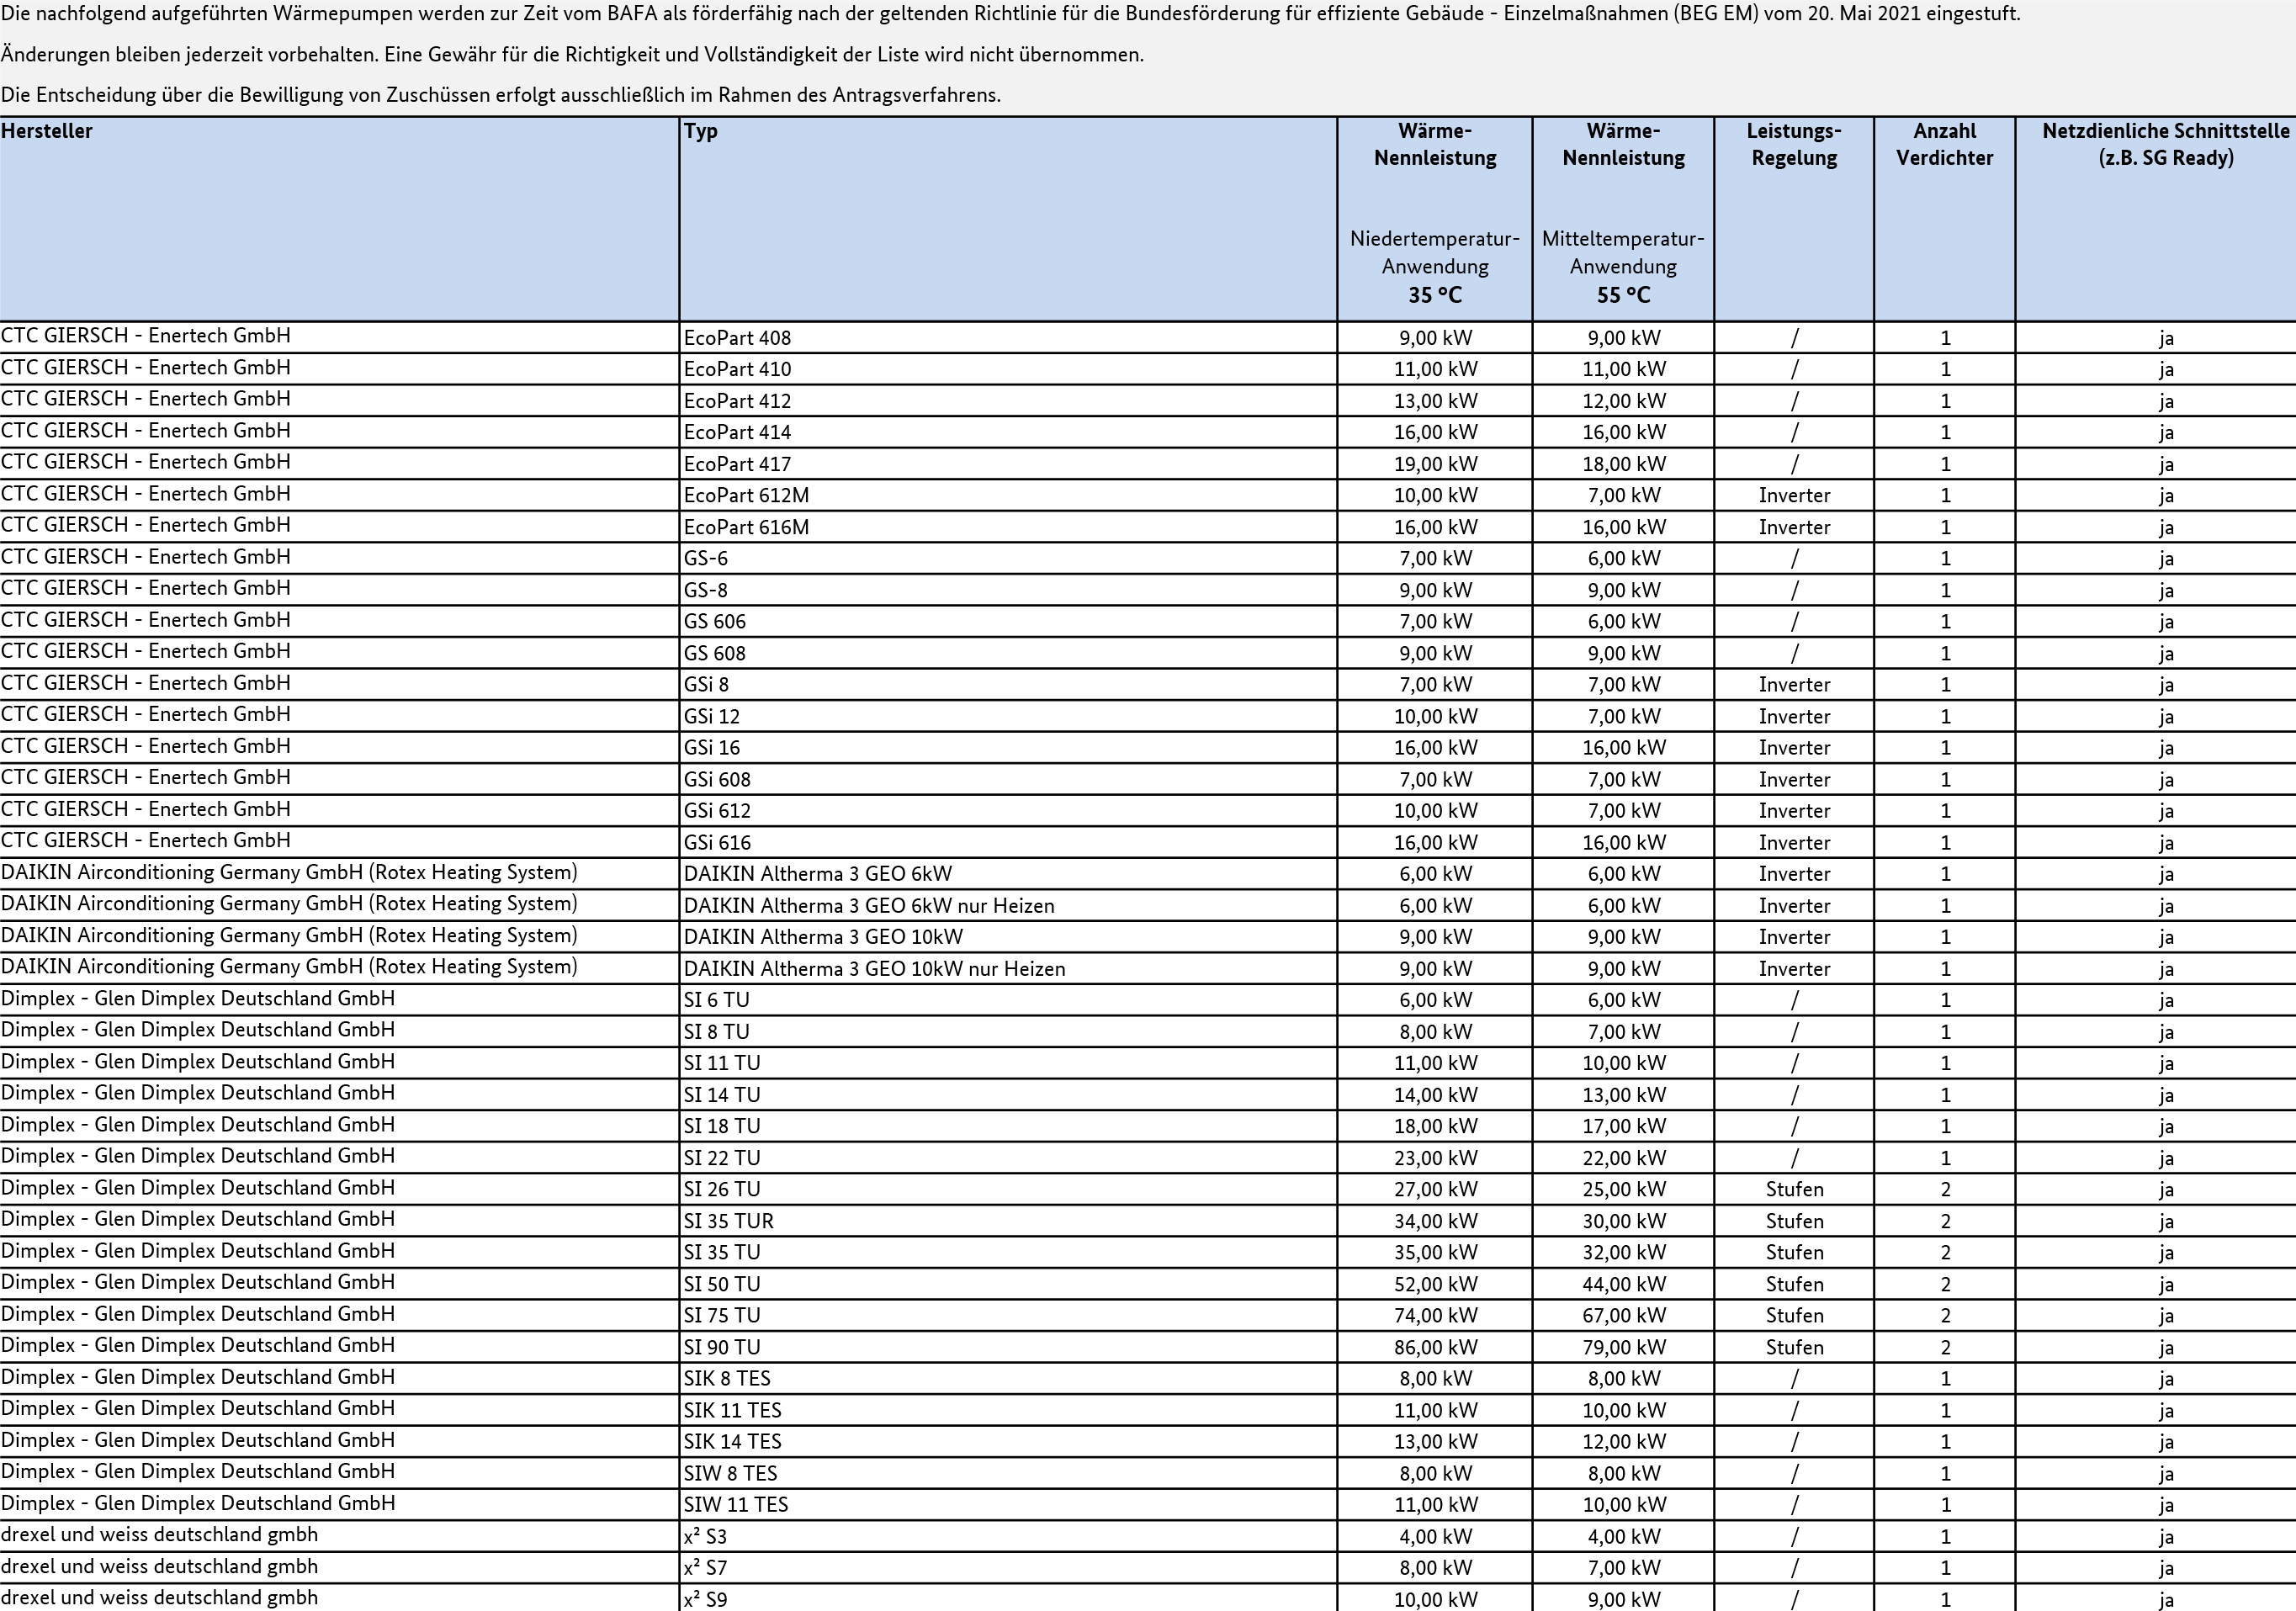 Die nachfolgend aufgeführten Wärmepumpen werden zur Zeit vom BAFA als förderfähig nach der geltenden Richtlinie für die Bundesförderung für effiziente Gebäude - Einzelmaßnahmen (BEG EM) vom 20. Mai 2021 eingestuft.
Änderungen bleiben jederzeit vorbehalten. Eine Gewähr für die Richtigkeit und Vollständigkeit der Liste wird nicht übernommen.
Die Entscheidung über die Bewilligung von Zuschüssen erfolgt ausschließlich im Rahmen des Antragsverfahrens.
Hersteller Typ Wärme- Wärme- Leistungs- Anzahl Netzdienliche Schnittstelle
Nennleistung Nennleistung Regelung Verdichter (z.B. SG Ready)
Niedertemperatur- Mitteltemperatur-
Anwendung Anwendung
35 °C 55 °C
CTC GIERSCH - Enertech GmbH EcoPart 408 9,00 kW 9,00 kW / 1 ja
CTC GIERSCH - Enertech GmbH EcoPart 410 11,00 kW 11,00 kW / 1 ja
CTC GIERSCH - Enertech GmbH EcoPart 412 13,00 kW 12,00 kW / 1 ja
CTC GIERSCH - Enertech GmbH EcoPart 414 16,00 kW 16,00 kW / 1 ja
CTC GIERSCH - Enertech GmbH EcoPart 417 19,00 kW 18,00 kW / 1 ja
CTC GIERSCH - Enertech GmbH EcoPart 612M 10,00 kW 7,00 kW Inverter 1 ja
CTC GIERSCH - Enertech GmbH EcoPart 616M 16,00 kW 16,00 kW Inverter 1 ja
CTC GIERSCH - Enertech GmbH GS-6 7,00 kW 6,00 kW / 1 ja
CTC GIERSCH - Enertech GmbH GS-8 9,00 kW 9,00 kW / 1 ja
CTC GIERSCH - Enertech GmbH GS 606 7,00 kW 6,00 kW / 1 ja
CTC GIERSCH - Enertech GmbH GS 608 9,00 kW 9,00 kW / 1 ja
CTC GIERSCH - Enertech GmbH GSi 8 7,00 kW 7,00 kW Inverter 1 ja
CTC GIERSCH - Enertech GmbH GSi 12 10,00 kW 7,00 kW Inverter 1 ja
CTC GIERSCH - Enertech GmbH GSi 16 16,00 kW 16,00 kW Inverter 1 ja
CTC GIERSCH - Enertech GmbH GSi 608 7,00 kW 7,00 kW Inverter 1 ja
CTC GIERSCH - Enertech GmbH GSi 612 10,00 kW 7,00 kW Inverter 1 ja
CTC GIERSCH - Enertech GmbH GSi 616 16,00 kW 16,00 kW Inverter 1 ja
DAIKIN Airconditioning Germany GmbH (Rotex Heating System) DAIKIN Altherma 3 GEO 6kW 6,00 kW 6,00 kW Inverter 1 ja
DAIKIN Airconditioning Germany GmbH (Rotex Heating System) DAIKIN Altherma 3 GEO 6kW nur Heizen 6,00 kW 6,00 kW Inverter 1 ja
DAIKIN Airconditioning Germany GmbH (Rotex Heating System) DAIKIN Altherma 3 GEO 10kW 9,00 kW 9,00 kW Inverter 1 ja
DAIKIN Airconditioning Germany GmbH (Rotex Heating System) DAIKIN Altherma 3 GEO 10kW nur Heizen 9,00 kW 9,00 kW Inverter 1 ja
Dimplex - Glen Dimplex Deutschland GmbH SI 6 TU 6,00 kW 6,00 kW / 1 ja
Dimplex - Glen Dimplex Deutschland GmbH SI 8 TU 8,00 kW 7,00 kW / 1 ja
Dimplex - Glen Dimplex Deutschland GmbH SI 11 TU 11,00 kW 10,00 kW / 1 ja
Dimplex - Glen Dimplex Deutschland GmbH SI 14 TU 14,00 kW 13,00 kW / 1 ja
Dimplex - Glen Dimplex Deutschland GmbH SI 18 TU 18,00 kW 17,00 kW / 1 ja
Dimplex - Glen Dimplex Deutschland GmbH SI 22 TU 23,00 kW 22,00 kW / 1 ja
Dimplex - Glen Dimplex Deutschland GmbH SI 26 TU 27,00 kW 25,00 kW Stufen 2 ja
Dimplex - Glen Dimplex Deutschland GmbH SI 35 TUR 34,00 kW 30,00 kW Stufen 2 ja
Dimplex - Glen Dimplex Deutschland GmbH SI 35 TU 35,00 kW 32,00 kW Stufen 2 ja
Dimplex - Glen Dimplex Deutschland GmbH SI 50 TU 52,00 kW 44,00 kW Stufen 2 ja
Dimplex - Glen Dimplex Deutschland GmbH SI 75 TU 74,00 kW 67,00 kW Stufen 2 ja
Dimplex - Glen Dimplex Deutschland GmbH SI 90 TU 86,00 kW 79,00 kW Stufen 2 ja
Dimplex - Glen Dimplex Deutschland GmbH SIK 8 TES 8,00 kW 8,00 kW / 1 ja
Dimplex - Glen Dimplex Deutschland GmbH SIK 11 TES 11,00 kW 10,00 kW / 1 ja
Dimplex - Glen Dimplex Deutschland GmbH SIK 14 TES 13,00 kW 12,00 kW / 1 ja
Dimplex - Glen Dimplex Deutschland GmbH SIW 8 TES 8,00 kW 8,00 kW / 1 ja
Dimplex - Glen Dimplex Deutschland GmbH SIW 11 TES 11,00 kW 10,00 kW / 1 ja
drexel und weiss deutschland gmbh x² S3 4,00 kW 4,00 kW / 1 ja
drexel und weiss deutschland gmbh x² S7 8,00 kW 7,00 kW / 1 ja
drexel und weiss deutschland gmbh x² S9 10,00 kW 9,00 kW / 1 ja